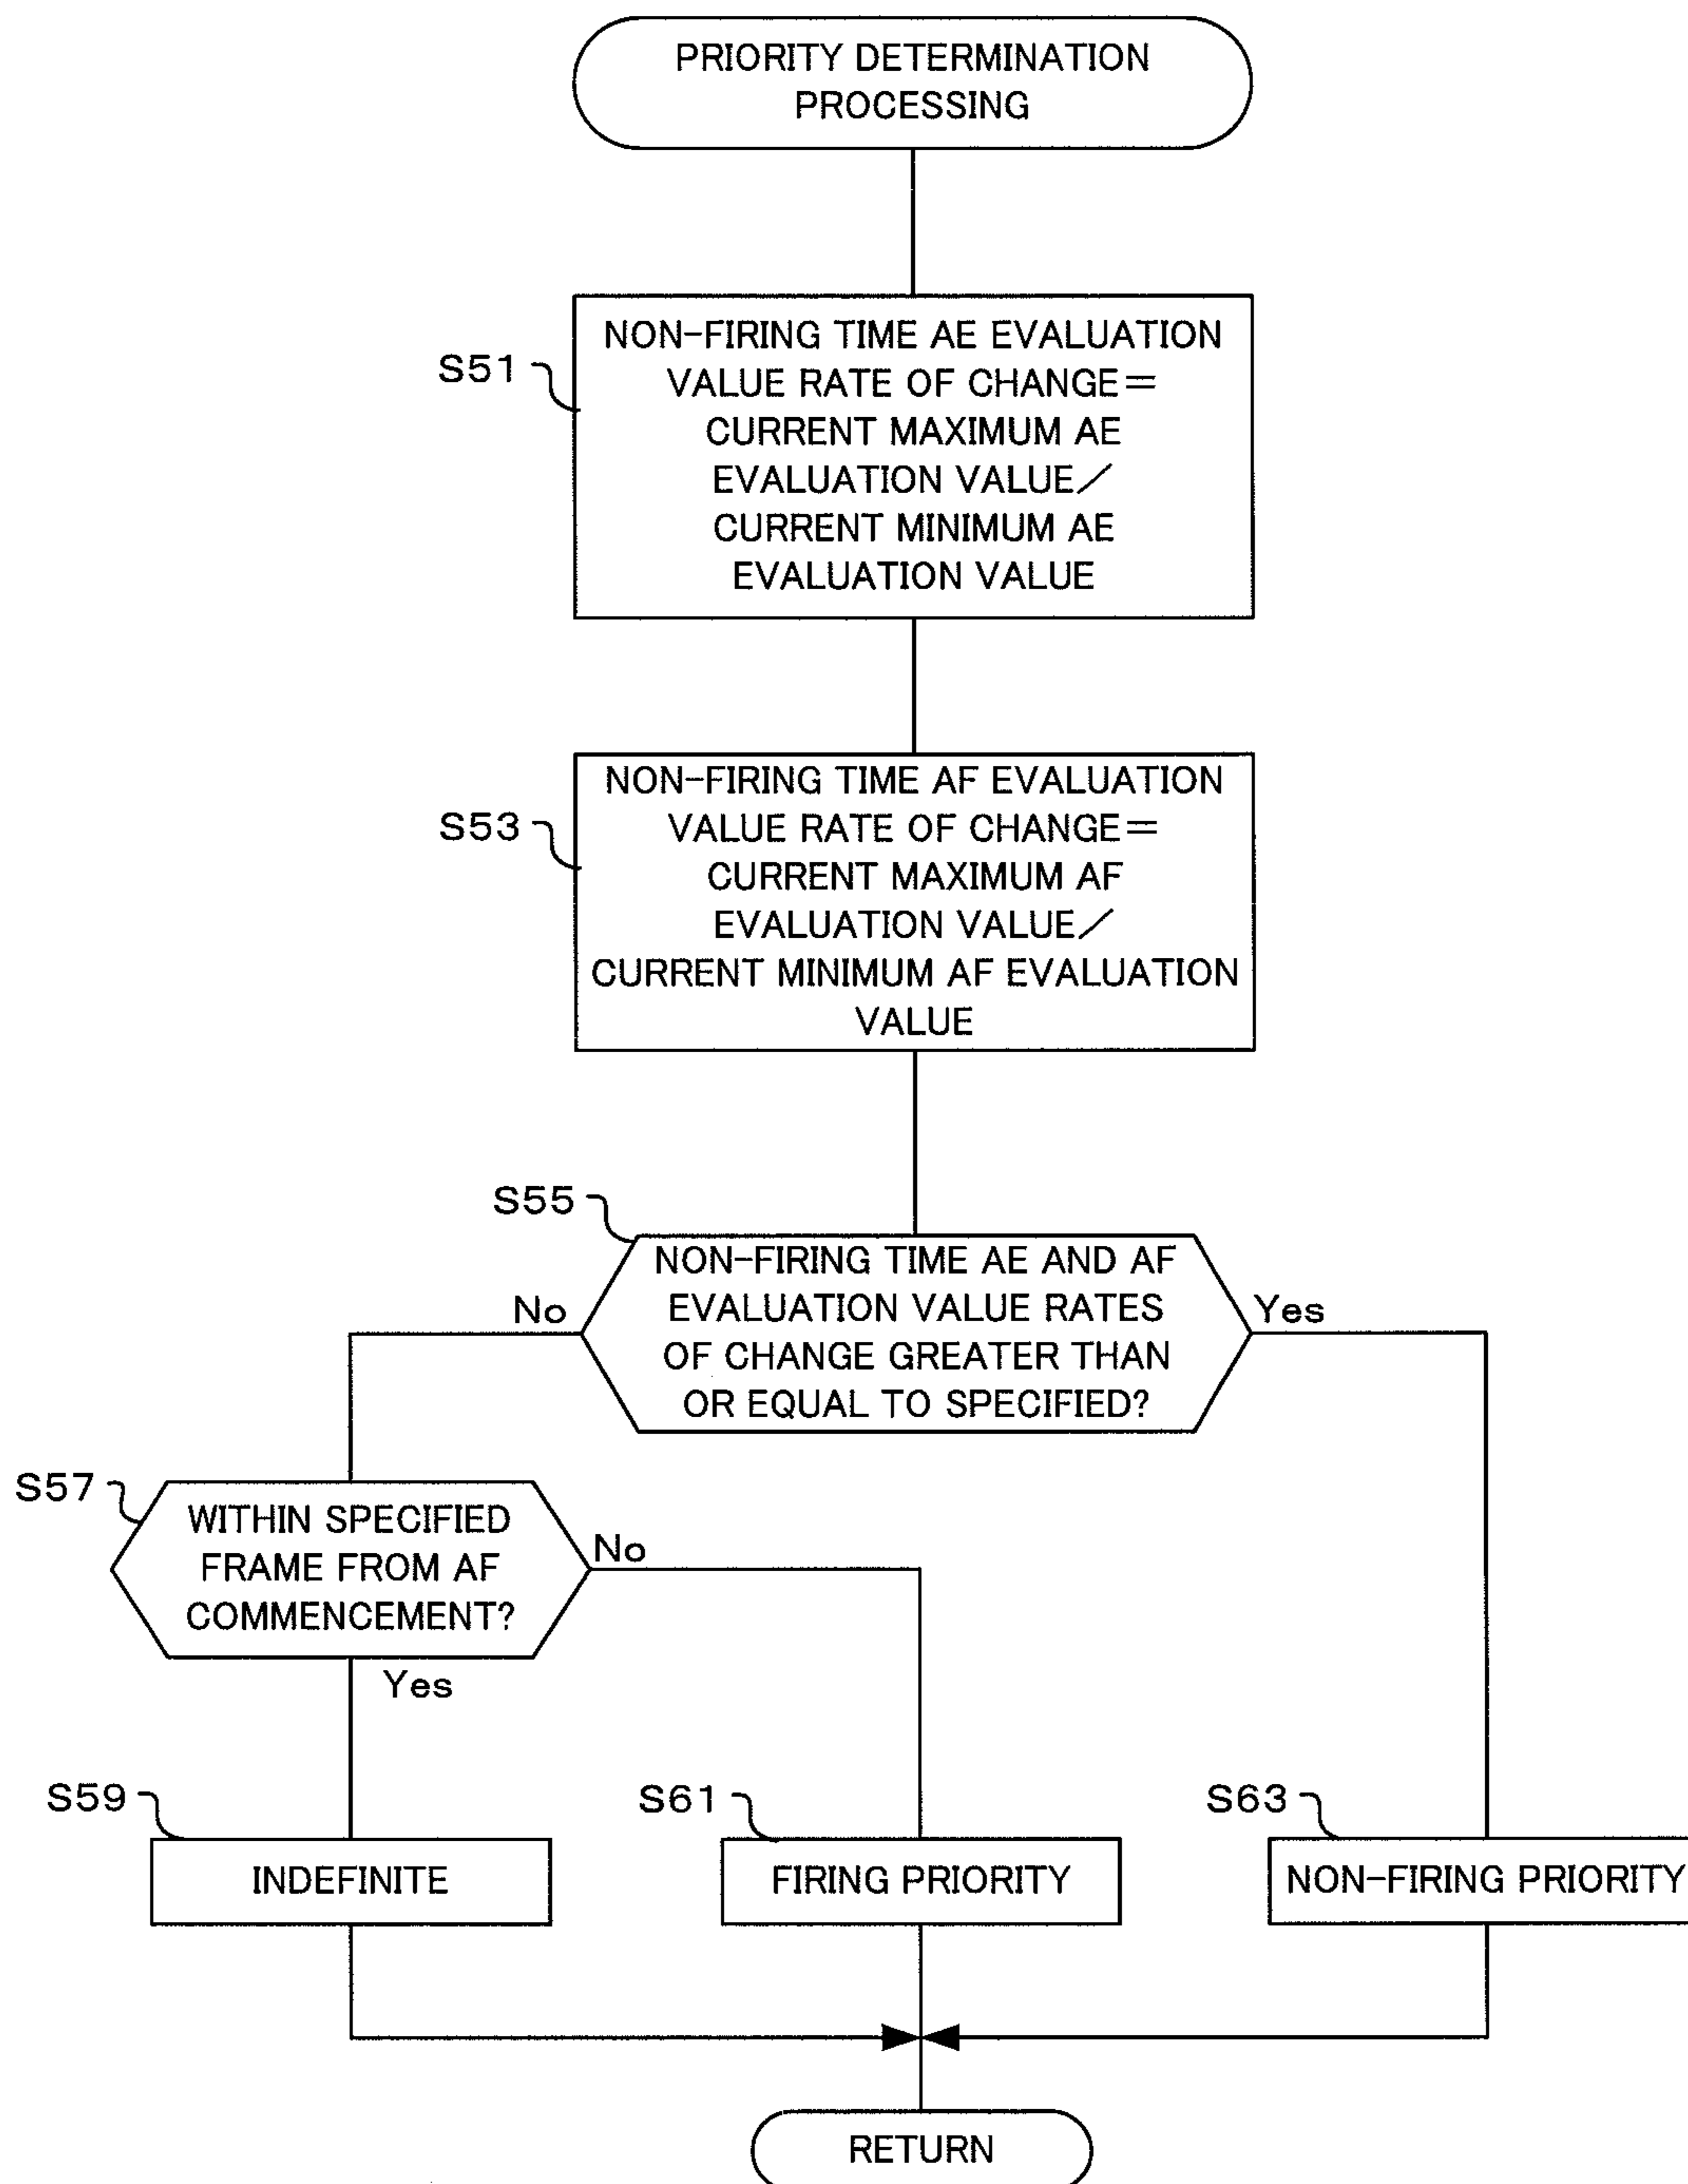 PRIORITY DETERMINATION
PROCESSING
S51
NON-FIRING TIME AE EVALUATION
VALUE RATE OF CHANGE=
CURRENT MAXIMUM AE
EVALUATION VALUE/
CURRENT MINIMUM AE
EVALUATION VALUE
S53
NON-FIRING TIME AF EVALUATION
VALUE RATE OF CHANGE=
CURRENT MAXIMUM AF
EVALUATION VALUE/
CURRENT MINIMUM AF EVALUATION
VALUE
S55
NON-FIRING TIME AE AND AF
EVALUATION VALUE RATES
OF CHANGE GREATER THAN
OR EQUAL TO SPECIFIED?
No
Yes
S57
WITHIN SPECIFIED
FRAME FROM AF
COMMENCEMENT?
No
Yes
S59
INDEFINITE
S61
FIRING PRIORITY
S63
NON-FIRING PRIORITY
RETURN